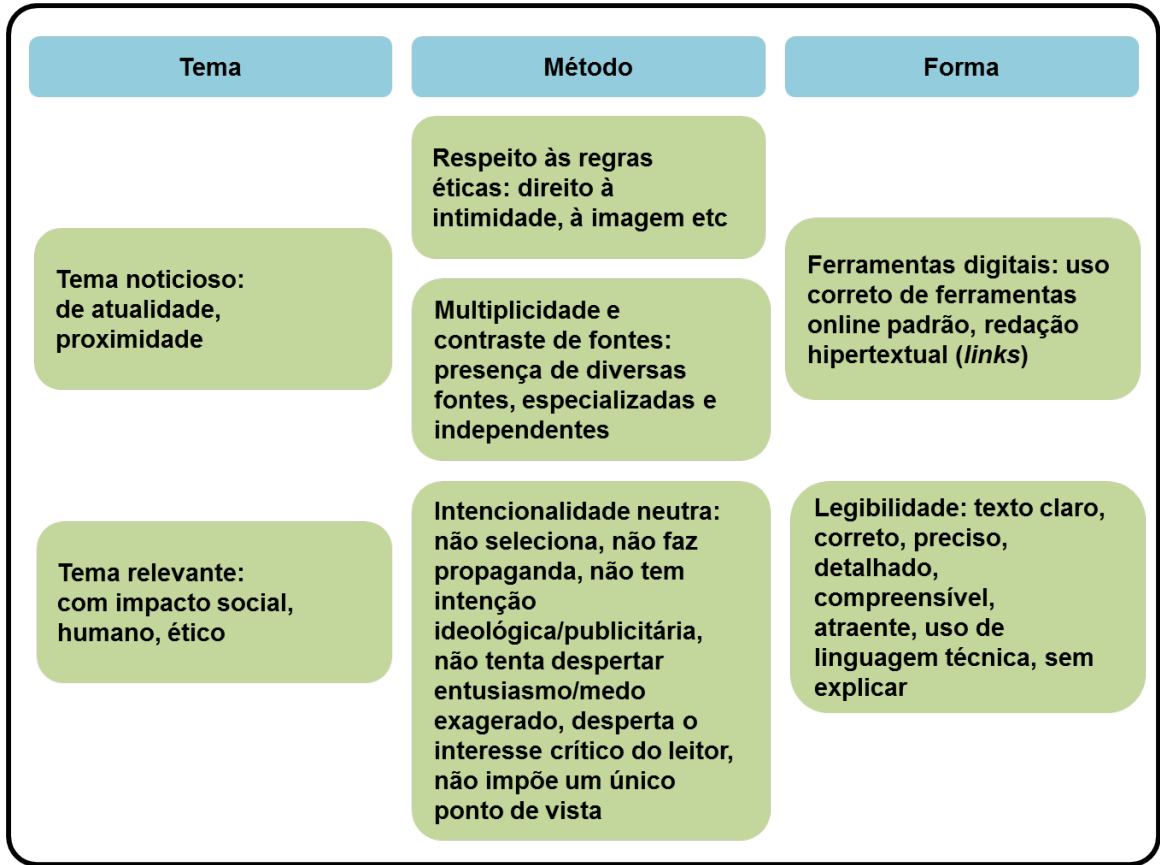 Tema
Tema noticioso:
de atualidade,
proximidade
Tema relevante:
com impacto social,
humano, ético
Método
Respeito às regras
éticas: direito à
intimidade, à imagem etc
Multiplicidade e
contraste de fontes:
presença de diversas
fontes, especializadas e
independentes
Intencionalidade neutra:
não seleciona, não faz
propaganda, não tem
intenção
ideológica/publicitária,
não tenta despertar
entusiasmo/medo
exagerado, desperta o
interesse crítico do leitor,
não impõe um único
ponto de vista
Forma
Ferramentas digitais: uso
correto de ferramentas
online padrão, redação
hipertextual (links)
Legibilidade: texto claro,
correto, preciso,
detalhado,
compreensível,
atraente, uso de
linguagem técnica, sem
explicar